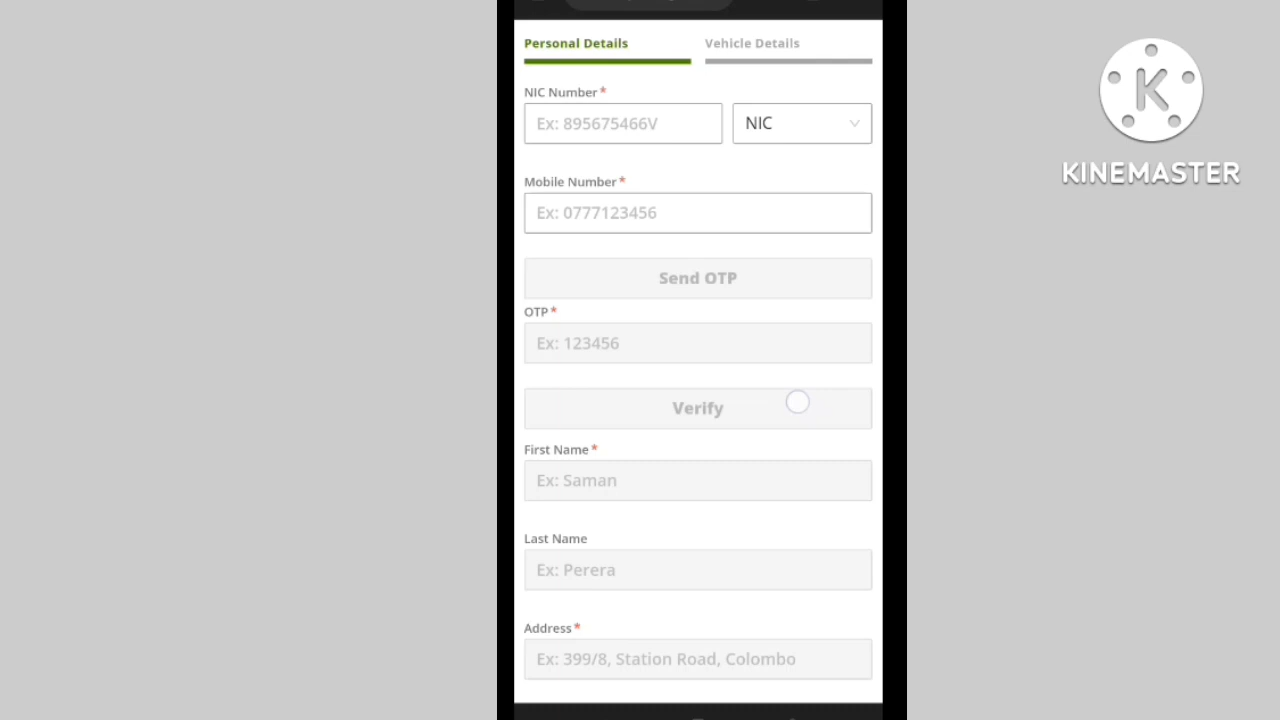 Personal Details
Vehicle Details
NIC Number*
Ex: 895675466V
NIC
Mobile Number*
Ex: 0777123456
Send OTP
OTP*
Ex: 123456
Verify
First Name*
Ex: Saman
Last Name
Ex: Perera
Address*
Ex: 399/8, Station Road, Colombo
K
KINEMASTER